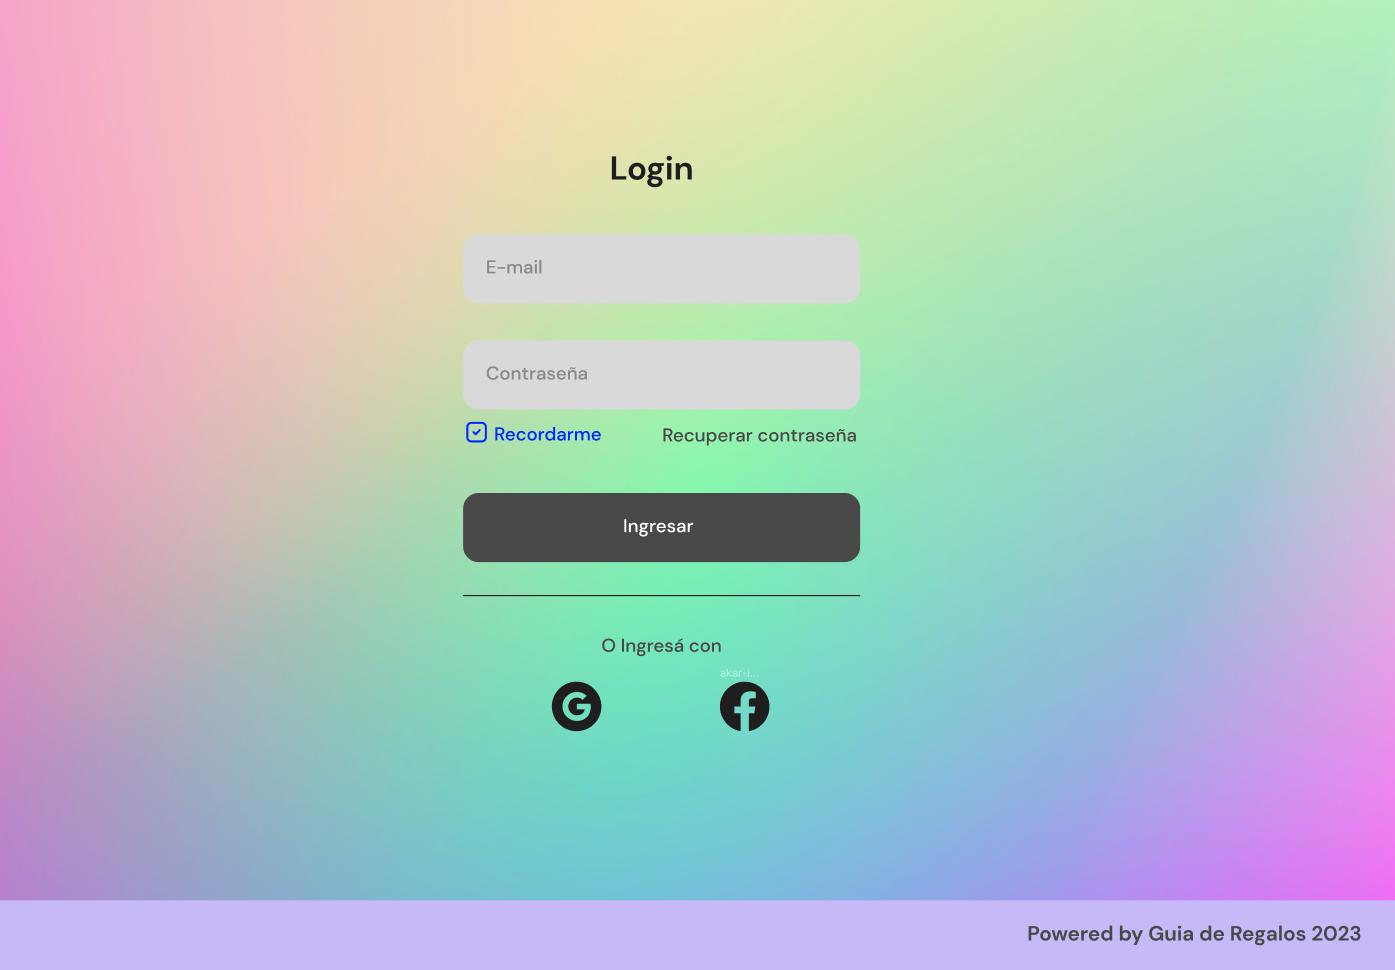 Login
E-mail
Contraseña
Recordarme
Recuperar contraseña
Ingresar
O Ingresá con
akar-i...
Powered by Guia de Regalos 2023